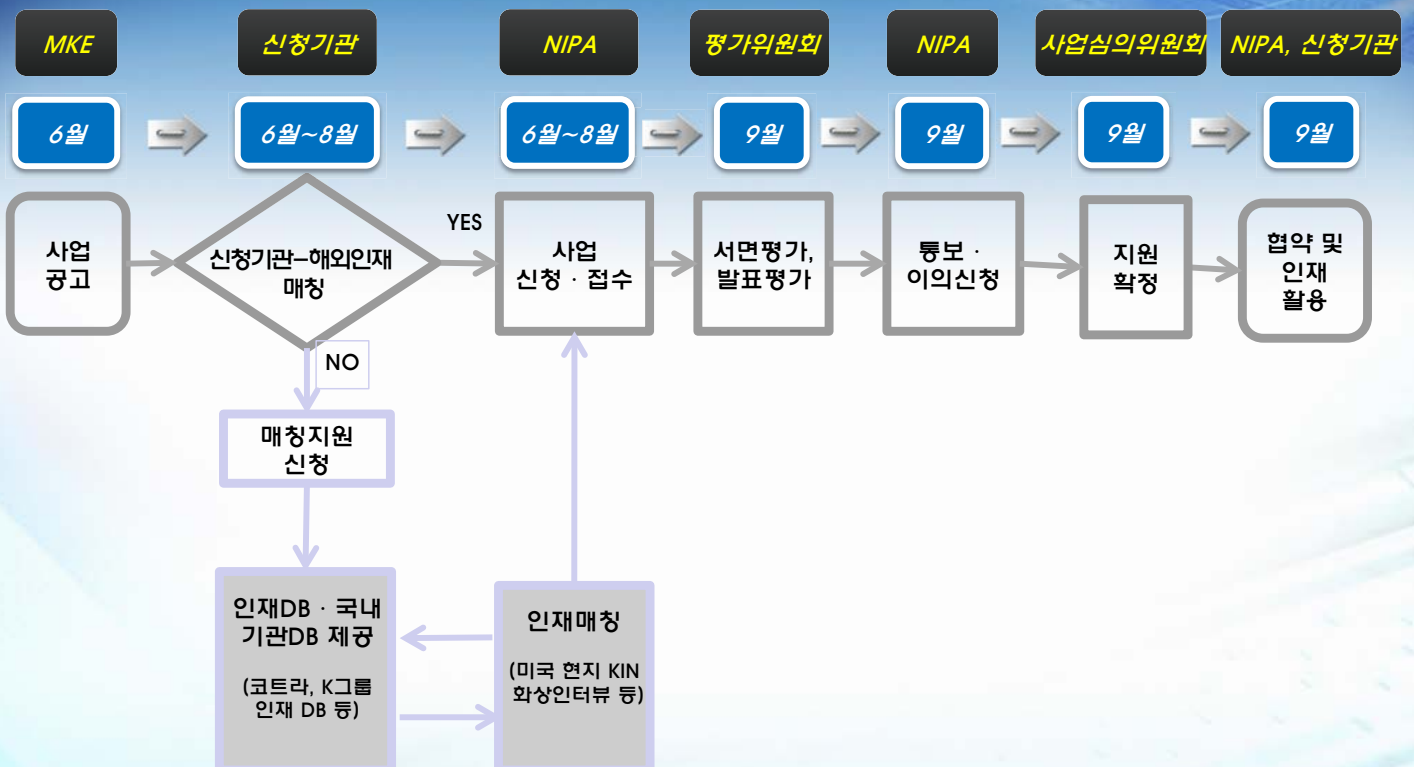 MKE
신청기관
NIPA
평가위원회
NIPA
사업심의위원회
NIPA, 신청기관
6월
6월~8월
6월~8월
9월
9월
9월
9월
사업
공고
신청기관–해외인재
매칭
YES
사업
신청 · 접수
서면평가,
발표평가
통보 ·
이의신청
지원
확정
협약 및
인재
활용
NO
매칭지원
신청
인재DB · 국내
기관DB 제공
(코트라, K그룹
인재 DB 등)
인재매칭
(미국 현지 KIN
화상인터뷰 등)